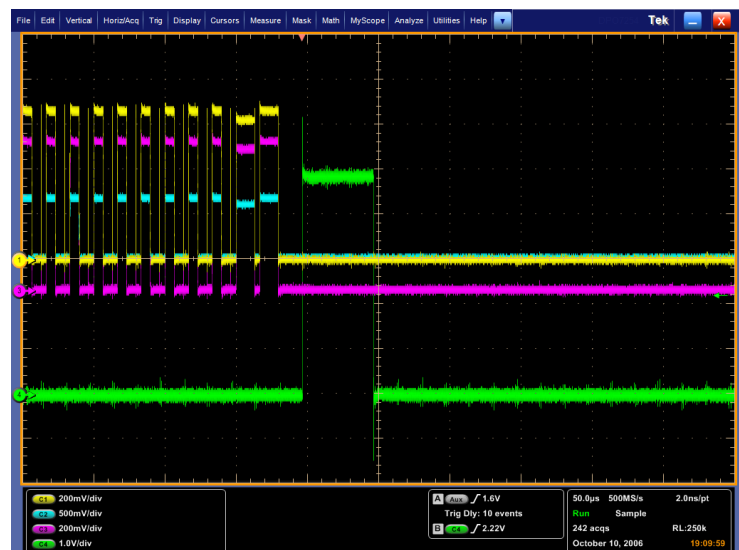 File Edit Vertical Horiz/Acq Trig Display Cursors Measure Mask Math MyScope Analyze Utilities Help Tek X
1
3
4
C1 200mV/div
C2 500mV/div
C3 200mV/div
C4 1.0V/div
A Aux 1.6V
Trig Dly: 10 events
B C4 2.22V
50.0µs 500MS/s 2.0ns/pt
Run Sample
242 acqs RL:250k
October 10, 2006 19:09:59